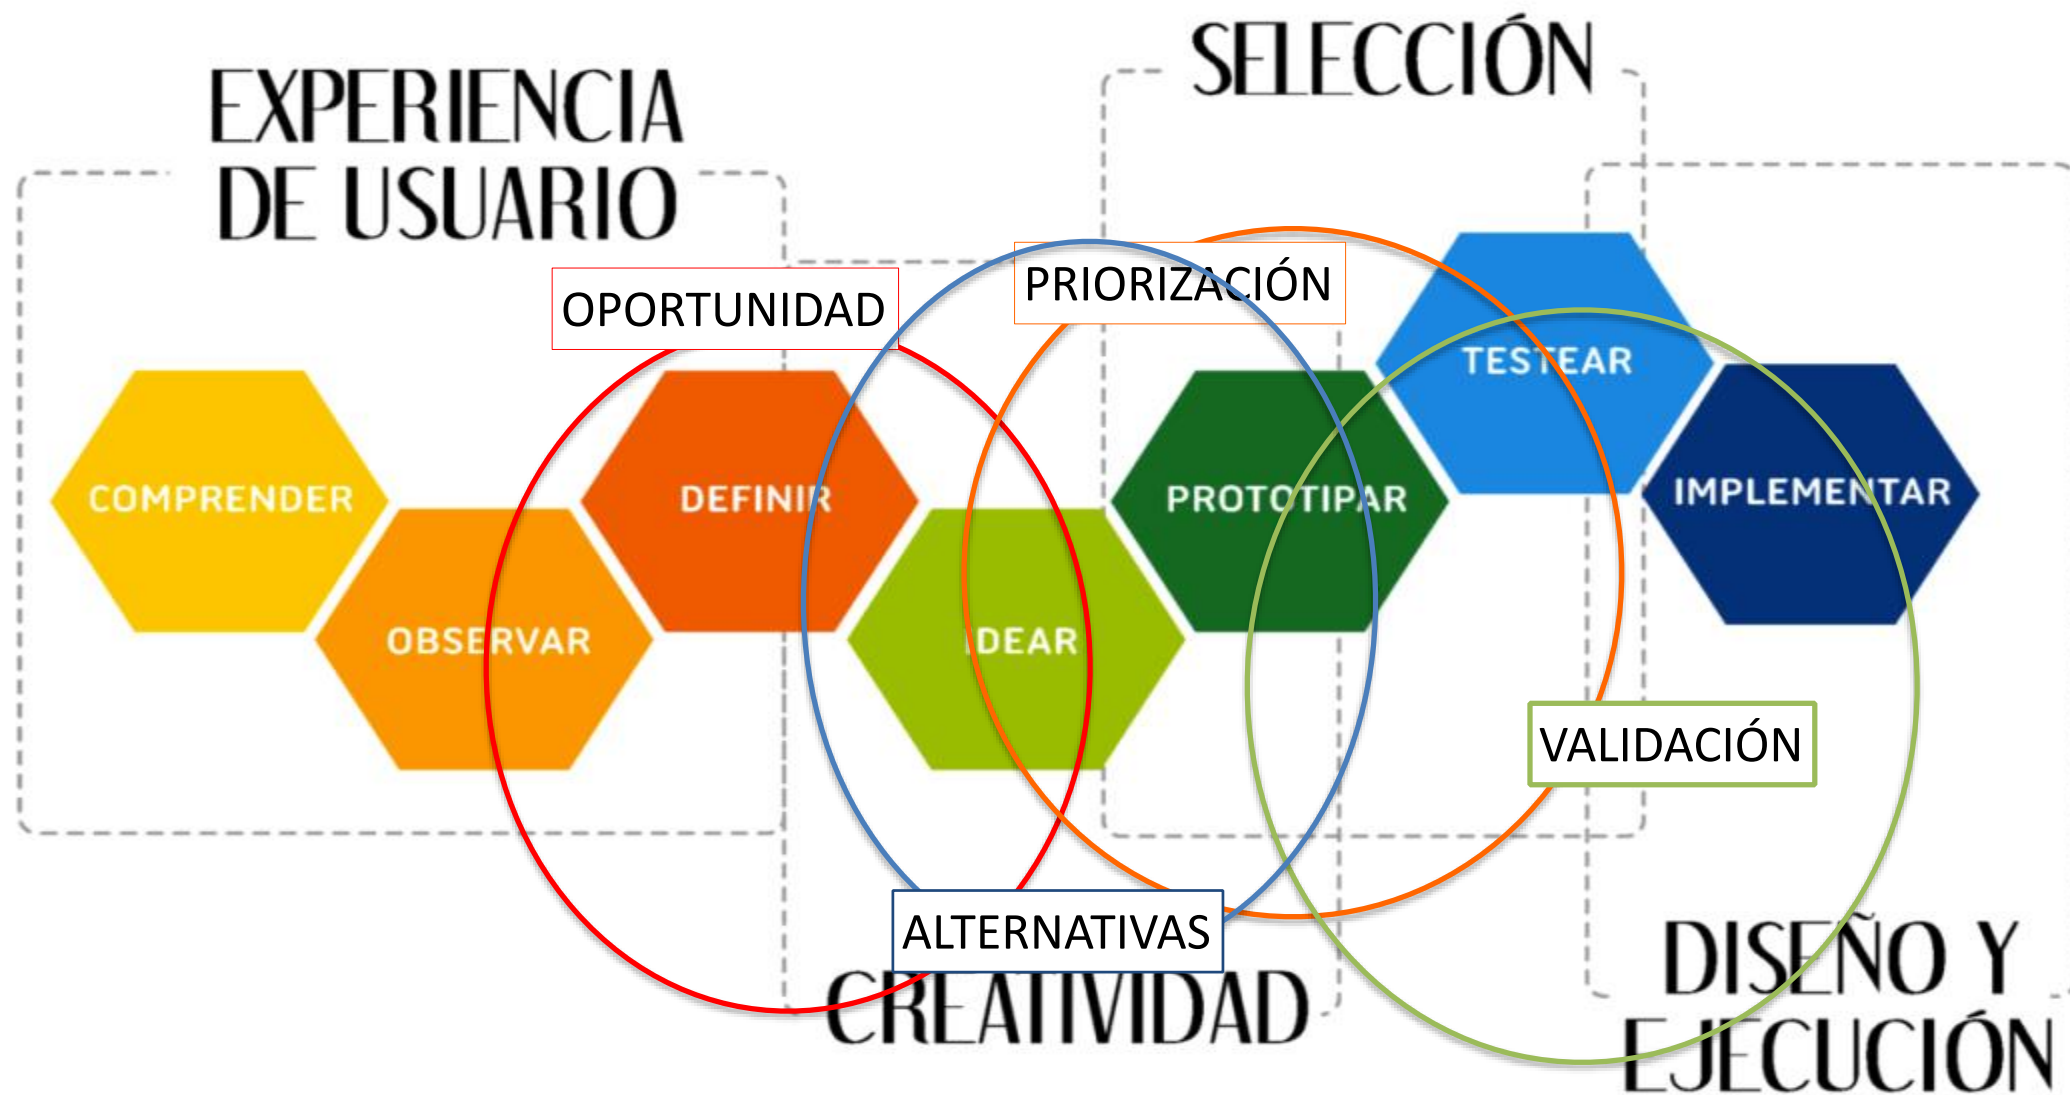 EXPERIENCIA
DE USUARIO
SELECCIÓN
OPORTUNIDAD
PRIORIZACIÓN
COMPRENDER
OBSERVAR
DEFINIR
IDEAR
PROTOTIPAR
TESTEAR
IMPLEMENTAR
VALIDACIÓN
ALTERNATIVAS
CREATIVIDAD
DISEÑO Y
EJECUCIÓN